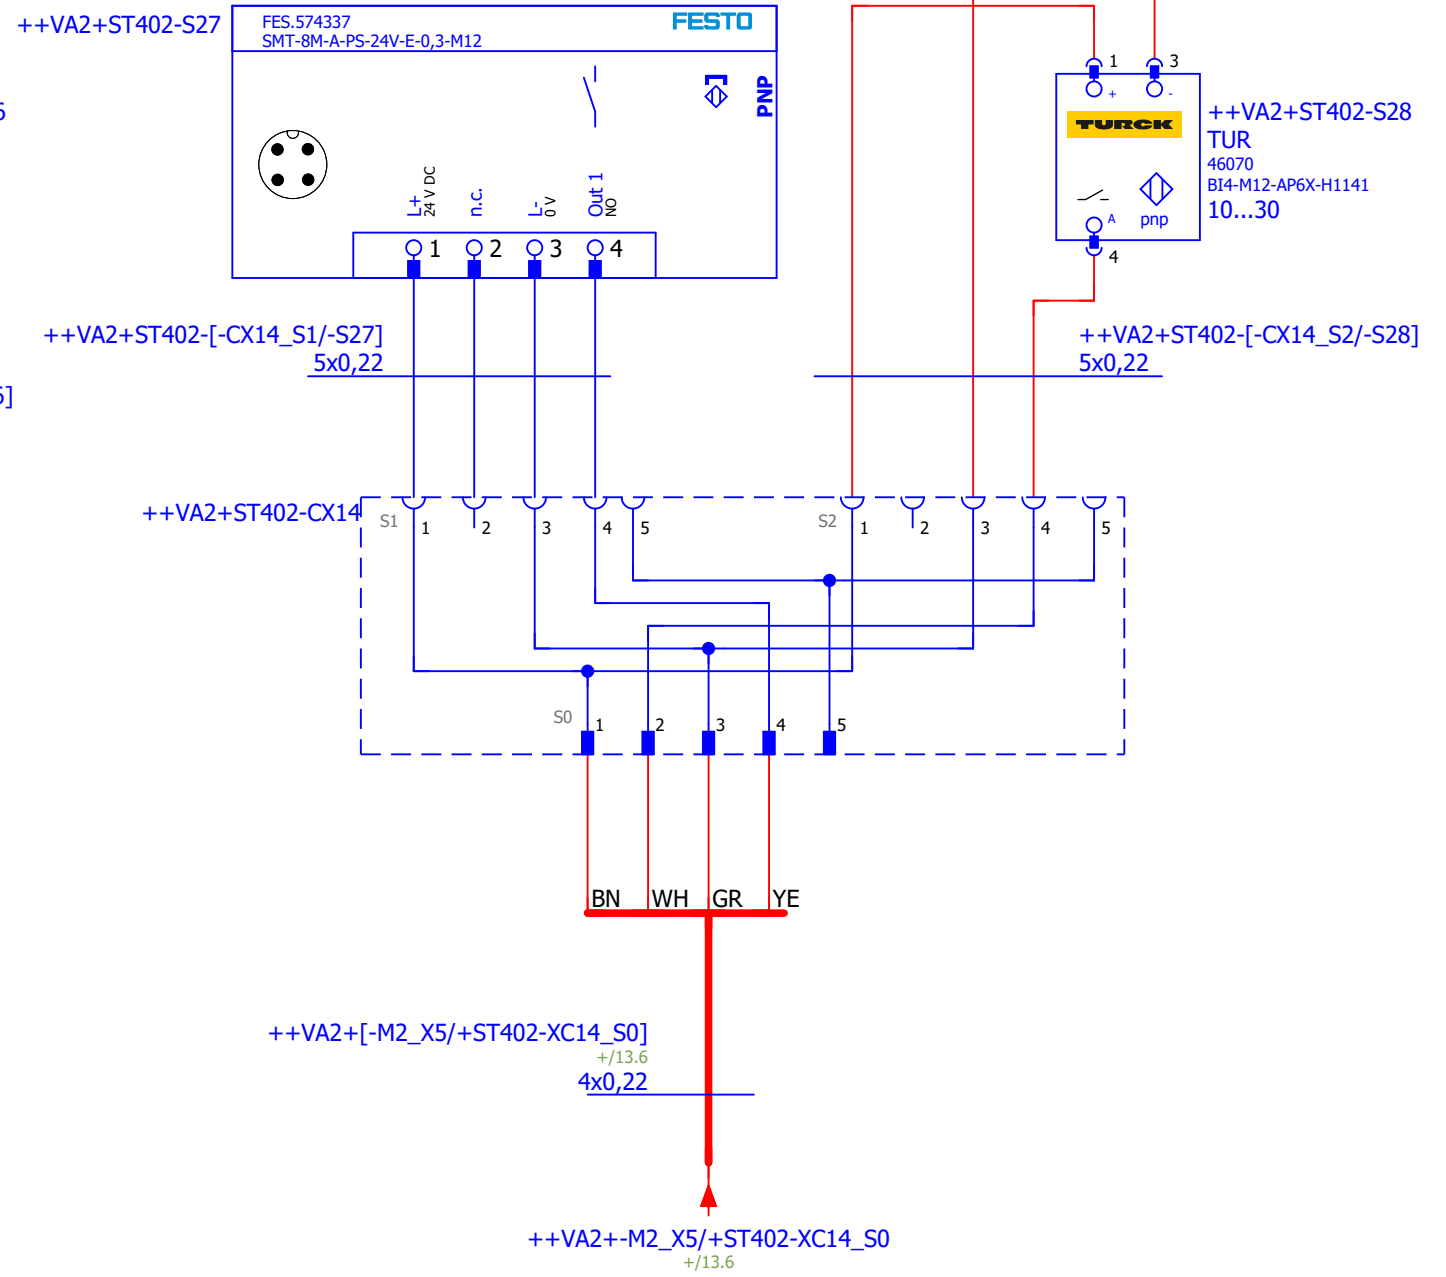 ++VA2+ST402-S27
FES.574337
SMT-8M-A-PS-24V-E-0,3-M12
FESTO
PNP
L+
24 V DC
n.c.
L-
0 V
Out 1
NO
1 2 3 4
1 3
+ -
TURCK
A
pnp
4
++VA2+ST402-S28
TUR
46070
BI4-M12-AP6X-H1141
10...30
++VA2+ST402-[-CX14_S1/-S27]
5x0,22
++VA2+ST402-[-CX14_S2/-S28]
5x0,22
6]
++VA2+ST402-CX14
S1 1 2 3 4 5
S2 1 2 3 4 5
S0 1 2 3 4 5
BN WH GR YE
++VA2+[-M2_X5/+ST402-XC14_S0]
+/13.6
4x0,22
++VA2+-M2_X5/+ST402-XC14_S0
+/13.6